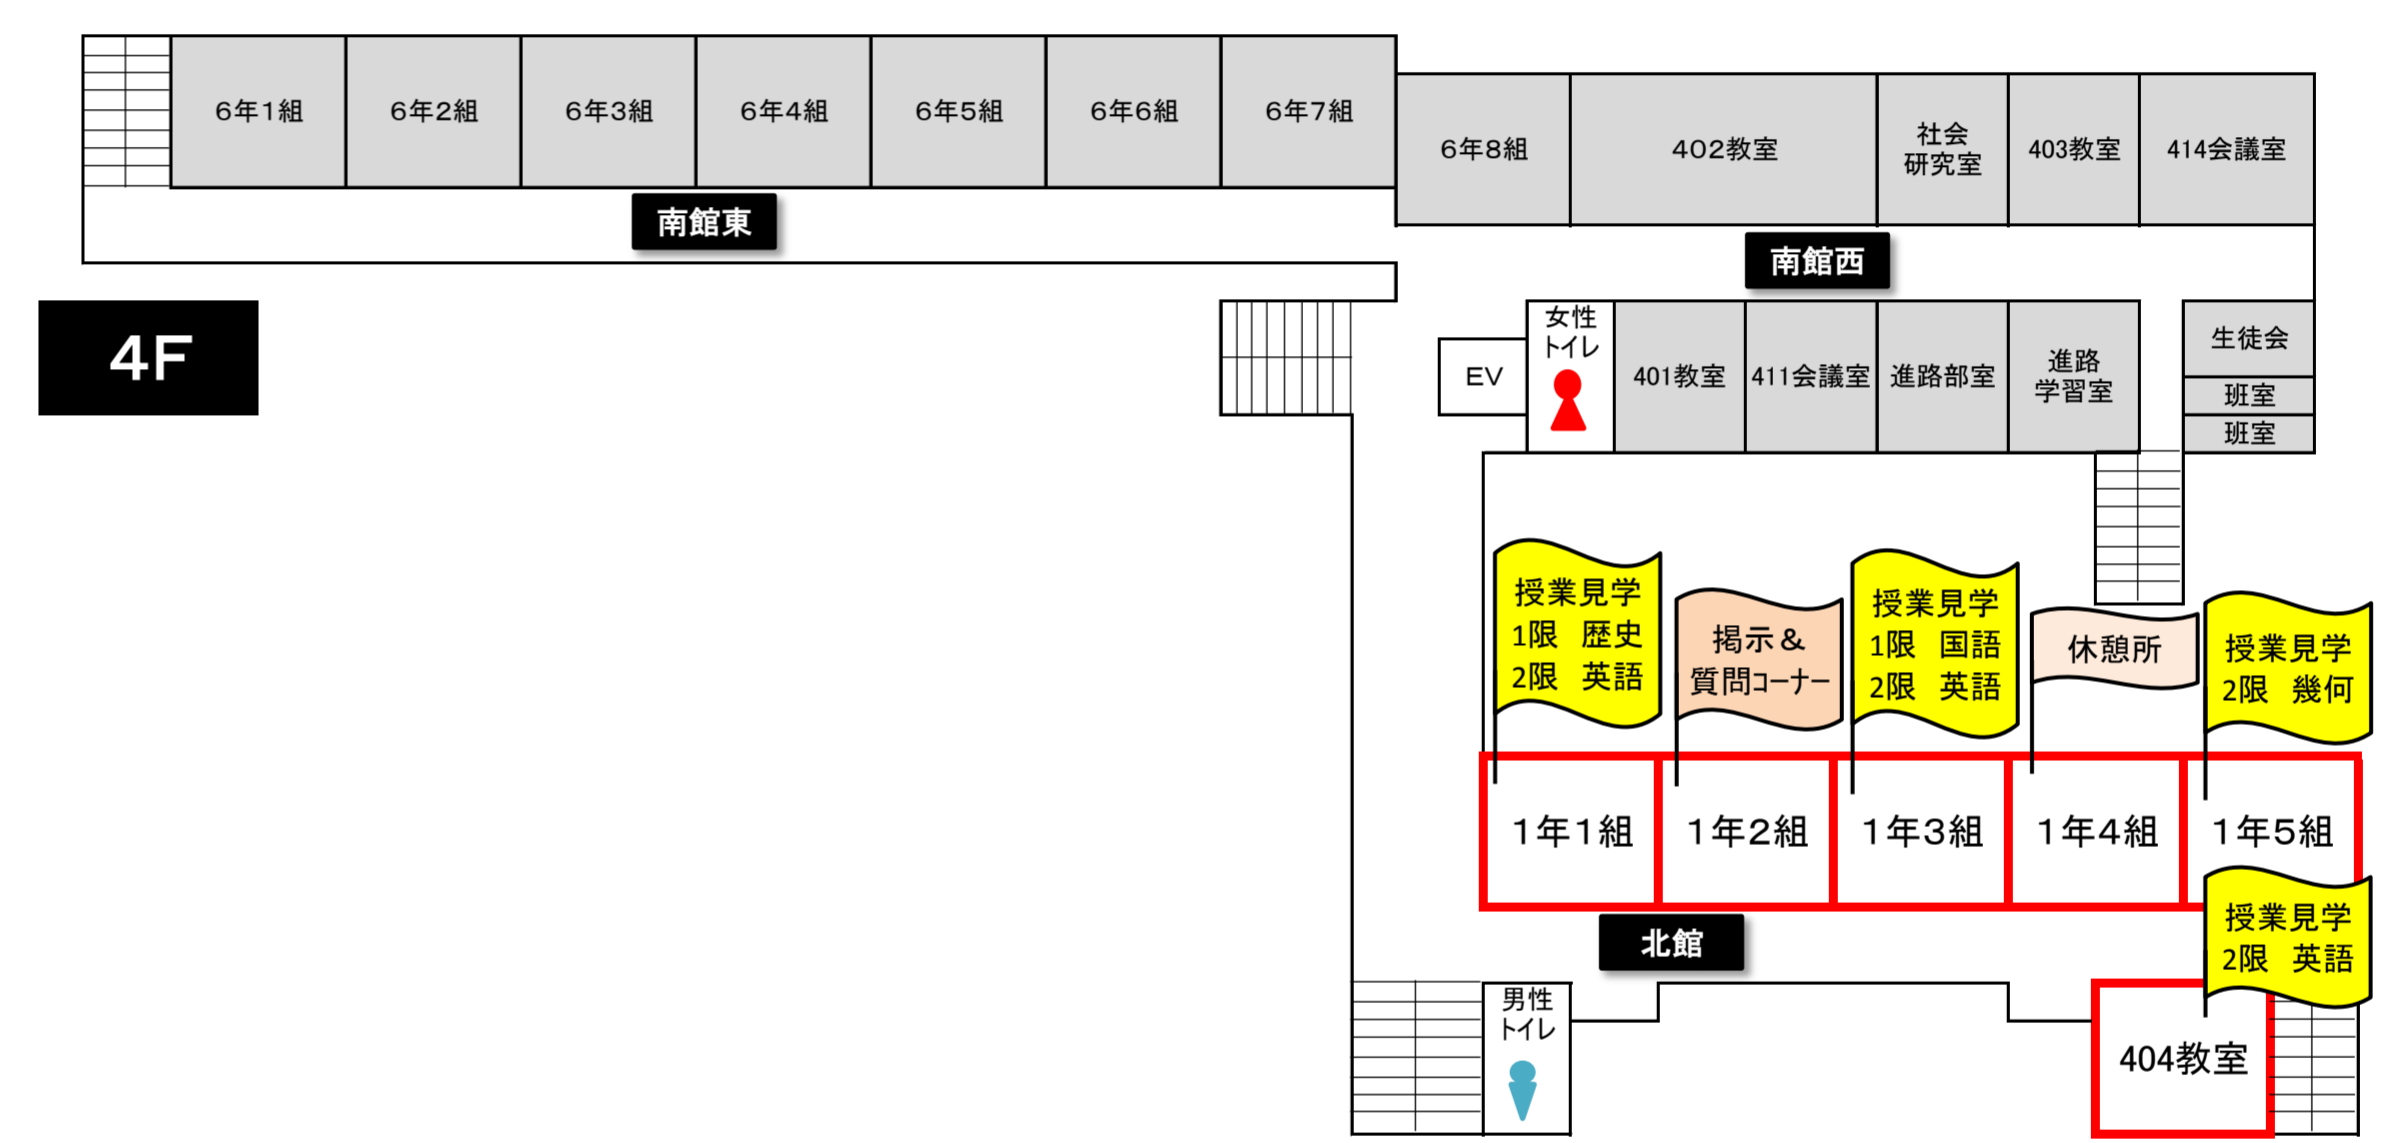 6年1組
6年2組
6年3組
6年4組
6年5組
6年6組
6年7組
6年8組
402教室
社会
研究室
403教室
414会議室
南館東
南館西
4F
EV
女性
トイレ
401教室
411会議室
進路部室
進路
学習室
生徒会
班室
班室
授業見学
1限　歴史
2限　英語
掲示＆
質問コーナー
授業見学
1限　国語
2限　英語
休憩所
授業見学
2限　幾何
1年1組
1年2組
1年3組
1年4組
1年5組
北館
授業見学
2限　英語
男性
トイレ
404教室